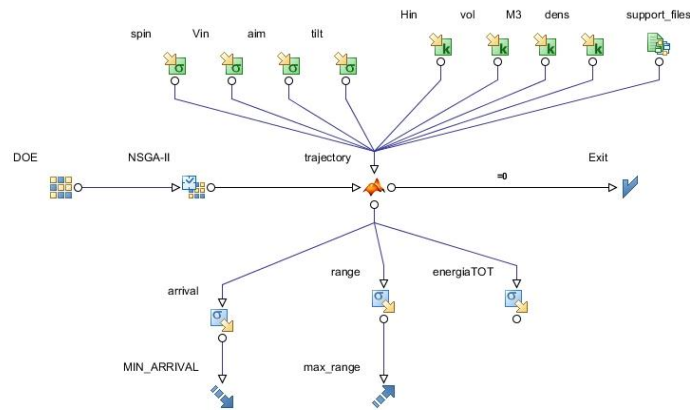 spin Vin aim tilt Hin vol M3 dens support_files
DOE NSGA-II trajectory Exit
=0
arrival range energiaTOT
MIN_ARRIVAL max_range